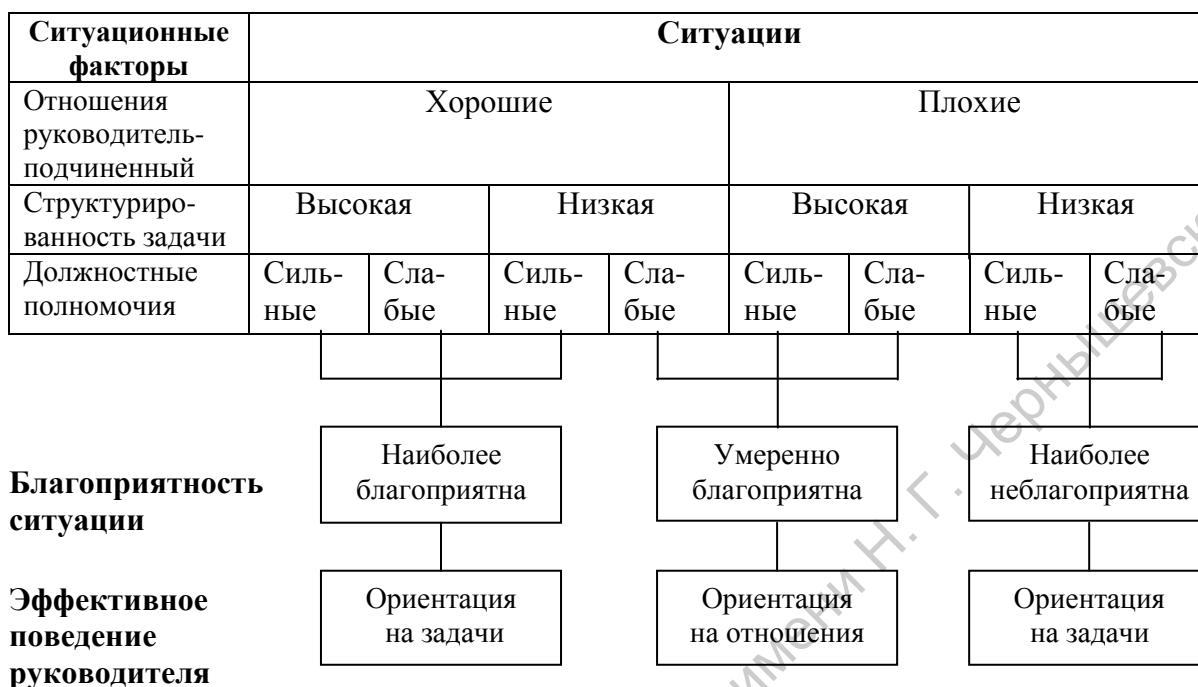 Ситуационные
факторы
Ситуации
Отношения
руководитель-
подчиненный
Хорошие
Плохие
Структуриро-
ванность задачи
Высокая
Низкая
Высокая
Низкая
Должностные
полномочия
Силь-
ные
Сла-
бые
Силь-
ные
Сла-
бые
Силь-
ные
Сла-
бые
Силь-
ные
Сла-
бые
Благоприятность
ситуации
Наиболее
благоприятна
Умеренно
благоприятна
Наиболее
неблагоприятна
Эффективное
поведение
руководителя
Ориентация
на задачи
Ориентация
на отношения
Ориентация
на задачи
имени Н. Г. Чернышевск